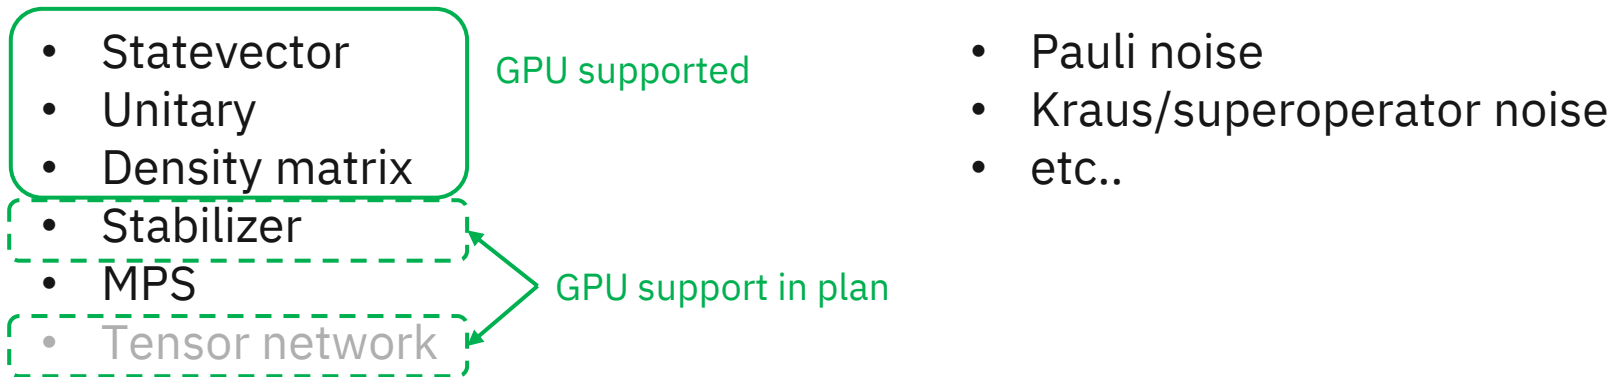 • Statevector
• Unitary
• Density matrix
• Stabilizer
• MPS
• Tensor network
GPU supported
GPU support in plan
• Pauli noise
• Kraus/superoperator noise
• etc..